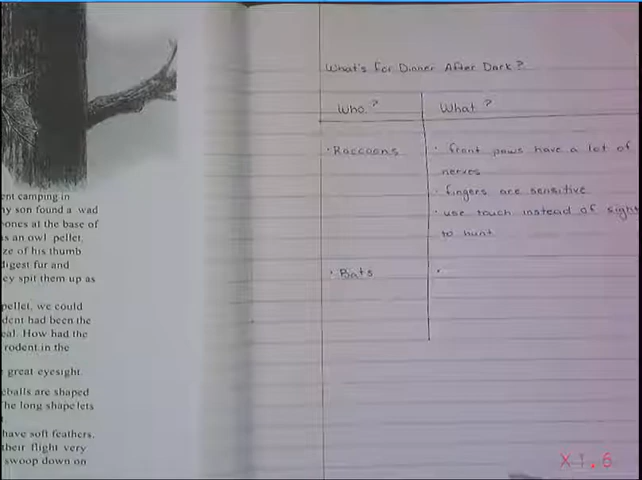 ent camping in
ny son found a wad
ones at the base of
s an owl pellet.
ze of his thumb
digest fur and
ey spit them up as
pellet, we could
dent had been the
eal. How had the
rodent in the
great eyesight.
eballs are shaped
The long shape lets
have soft feathers.
their flight very
swoop down on
What's for Dinner After Dark?
Who? What?
· Raccoons · front paws have a lot of
nerves
· fingers are sensitive
· use touch instead of sight
to hunt
· Bats ·
X1.6